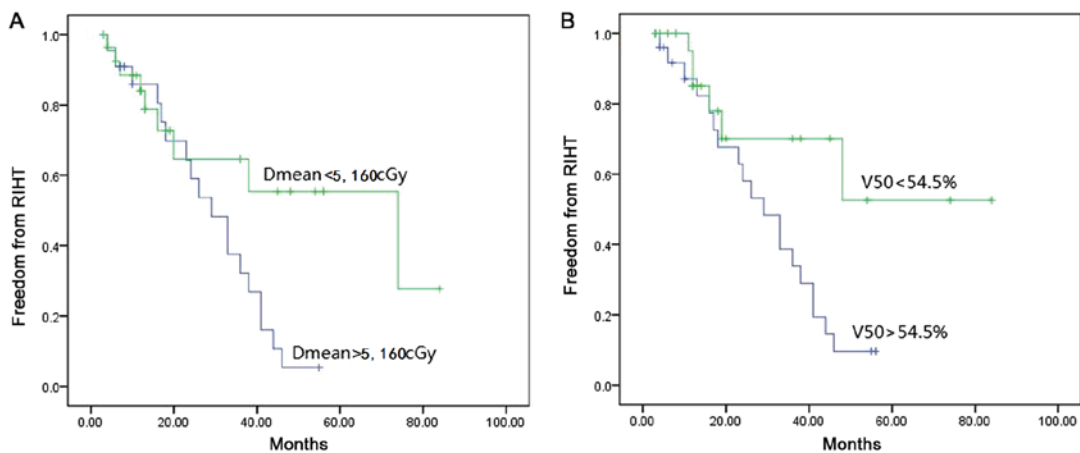 A
Freedom from RIHT
1.0
0.8
0.6
0.4
0.2
0.0
Dmean<5, 160cGy
Dmean>5, 160cGy
0.00 20.00 40.00 60.00 80.00 100.00
Months
B
Freedom from RIHT
1.0
0.8
0.6
0.4
0.2
0.0
V50<54.5%
V50>54.5%
0.00 20.00 40.00 60.00 80.00 100.00
Months